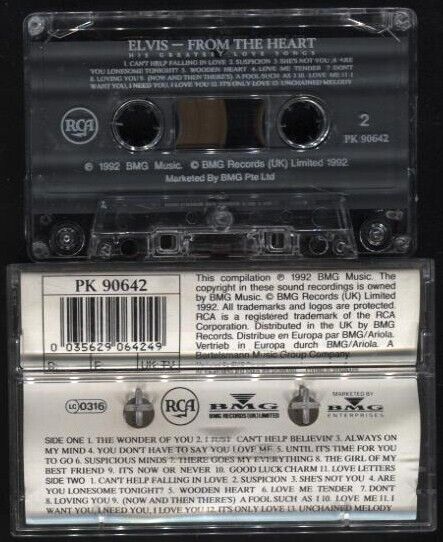 ELVIS — FROM THE HEART
HIS GREATEST LOVE SONGS
1. CAN'T HELP FALLING IN LOVE 2. SUSPICION 3. SHE'S NOT YOU 4. ARE
YOU LONESOME TONIGHT? 5. WOODEN HEART 6. LOVE ME TENDER 7. DON'T
8. LOVING YOU 9. (NOW AND THEN THERE'S) A FOOL SUCH AS I 10. LOVE ME 11. I
WANT YOU, I NEED YOU, I LOVE YOU 12. IT'S ONLY LOVE 13. UNCHAINED MELODY
RCA
2
PK 90642
℗ 1992 BMG Music. © BMG Records (UK) Limited 1992
Marketed By BMG Pte Ltd
PK 90642
0 035629 064249
D: F: UK: TV
This compilation ℗ 1992 BMG Music. The
copyright in these sound recordings is owned
by BMG Music. © BMG Records (UK) Limited
1992. All trademarks and logos are protected.
RCA is a registered trademark of the RCA
Corporation. Distributed in the UK by BMG
Records. Distribue en Europa par BMG/Ariola.
Vertrieb in Europa durch BMG/Ariola. A
Bertelsmann Music Group Company
LC 0316
RCA
BMG
BMG RECORDS (UK) LIMITED
MARKETED BY
BMG
ENTERPRISES
SIDE ONE 1. THE WONDER OF YOU 2. I JUST CAN'T HELP BELIEVIN' 3. ALWAYS ON
MY MIND 4. YOU DON'T HAVE TO SAY YOU LOVE ME 5. UNTIL IT'S TIME FOR YOU
TO GO 6. SUSPICIOUS MINDS 7. THERE GOES MY EVERYTHING 8. THE GIRL OF MY
BEST FRIEND 9. IT'S NOW OR NEVER 10. GOOD LUCK CHARM 11. LOVE LETTERS
SIDE TWO 1. CAN'T HELP FALLING IN LOVE 2. SUSPICION 3. SHE'S NOT YOU 4.
ARE YOU LONESOME TONIGHT? 5. WOODEN HEART 6. LOVE ME TENDER 7. DON'T
8. LOVING YOU 9. (NOW AND THEN THERE'S) A FOOL SUCH AS I 10. LOVE ME 11. I
WANT YOU, I NEED YOU, I LOVE YOU 12. IT'S ONLY LOVE 13. UNCHAINED MELODY